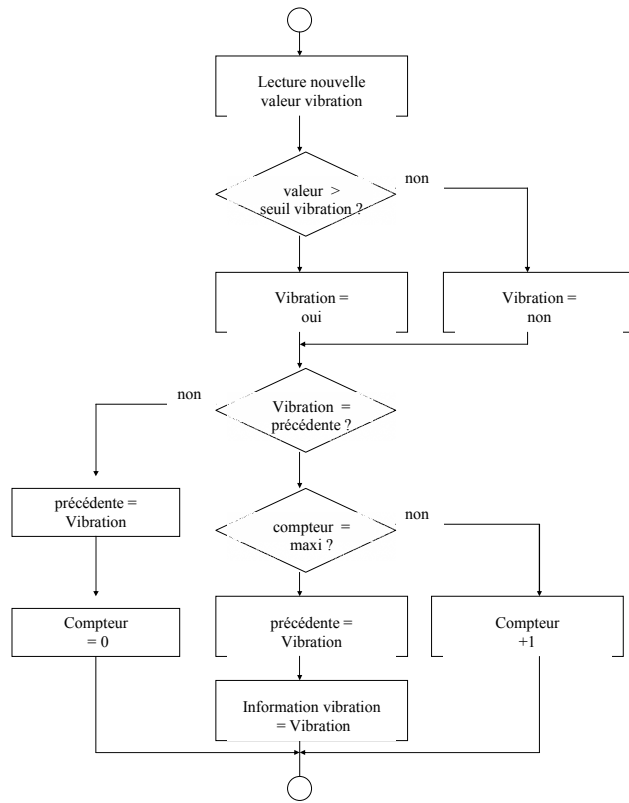 Lecture nouvelle
valeur vibration
valeur >
seuil vibration ?
non
Vibration =
oui
Vibration =
non
Vibration =
précédente ?
non
précédente =
Vibration
compteur =
maxi ?
non
Compteur
= 0
précédente =
Vibration
Compteur
+1
Information vibration
= Vibration